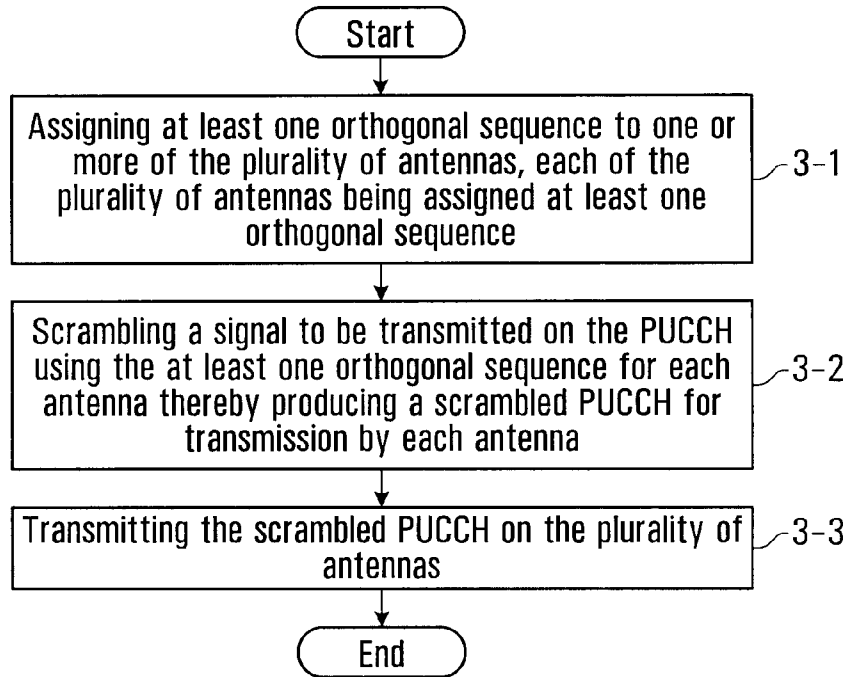 Start
Assigning at least one orthogonal sequence to one or
more of the plurality of antennas, each of the
plurality of antennas being assigned at least one
orthogonal sequence
3-1
Scrambling a signal to be transmitted on the PUCCH
using the at least one orthogonal sequence for each
antenna thereby producing a scrambled PUCCH for
transmission by each antenna
3-2
Transmitting the scrambled PUCCH on the plurality of
antennas
3-3
End